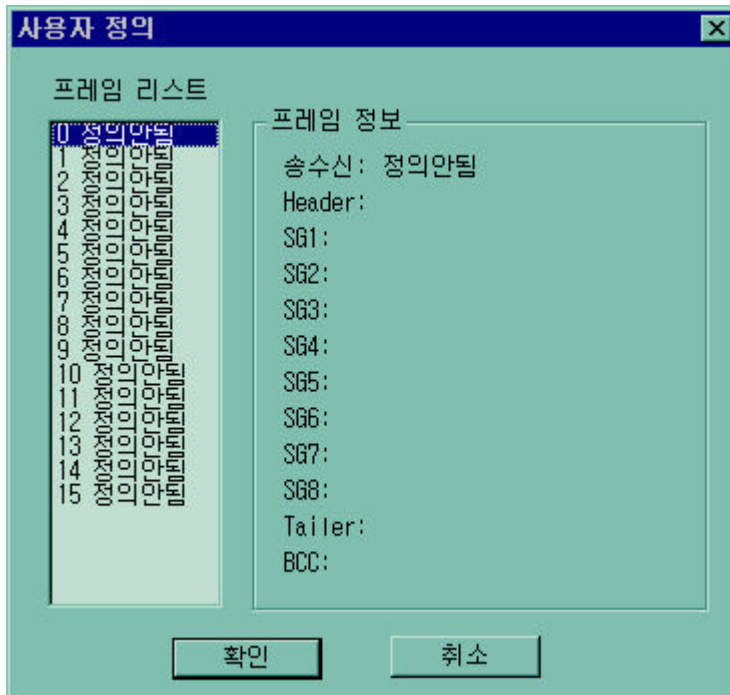 사용자 정의
프레임 리스트
0 정의안됨
1 정의안됨
2 정의안됨
3 정의안됨
4 정의안됨
5 정의안됨
6 정의안됨
7 정의안됨
8 정의안됨
9 정의안됨
10 정의안됨
11 정의안됨
12 정의안됨
13 정의안됨
14 정의안됨
15 정의안됨
프레임 정보
송수신: 정의안됨
Header:
SG1:
SG2:
SG3:
SG4:
SG5:
SG6:
SG7:
SG8:
Tailer:
BCC:
확인
취소